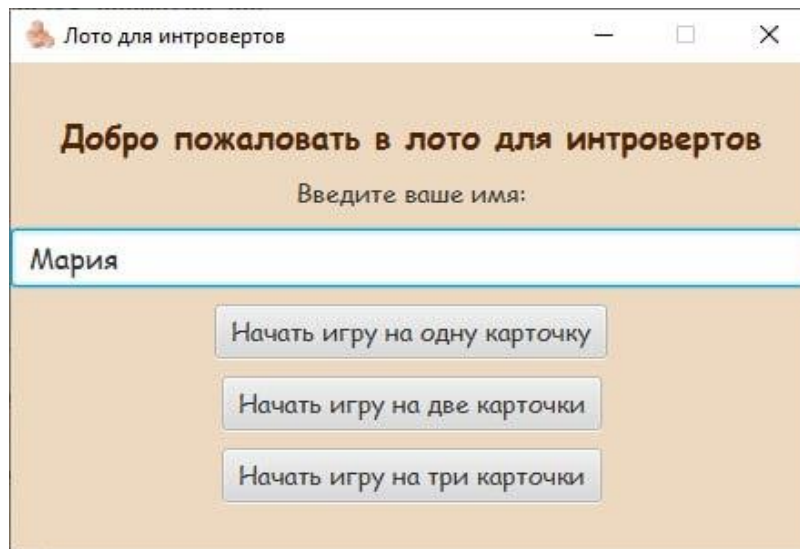 Лото для интровертов
Добро пожаловать в лото для интровертов
Введите ваше имя:
Мария
Начать игру на одну карточку
Начать игру на две карточки
Начать игру на три карточки